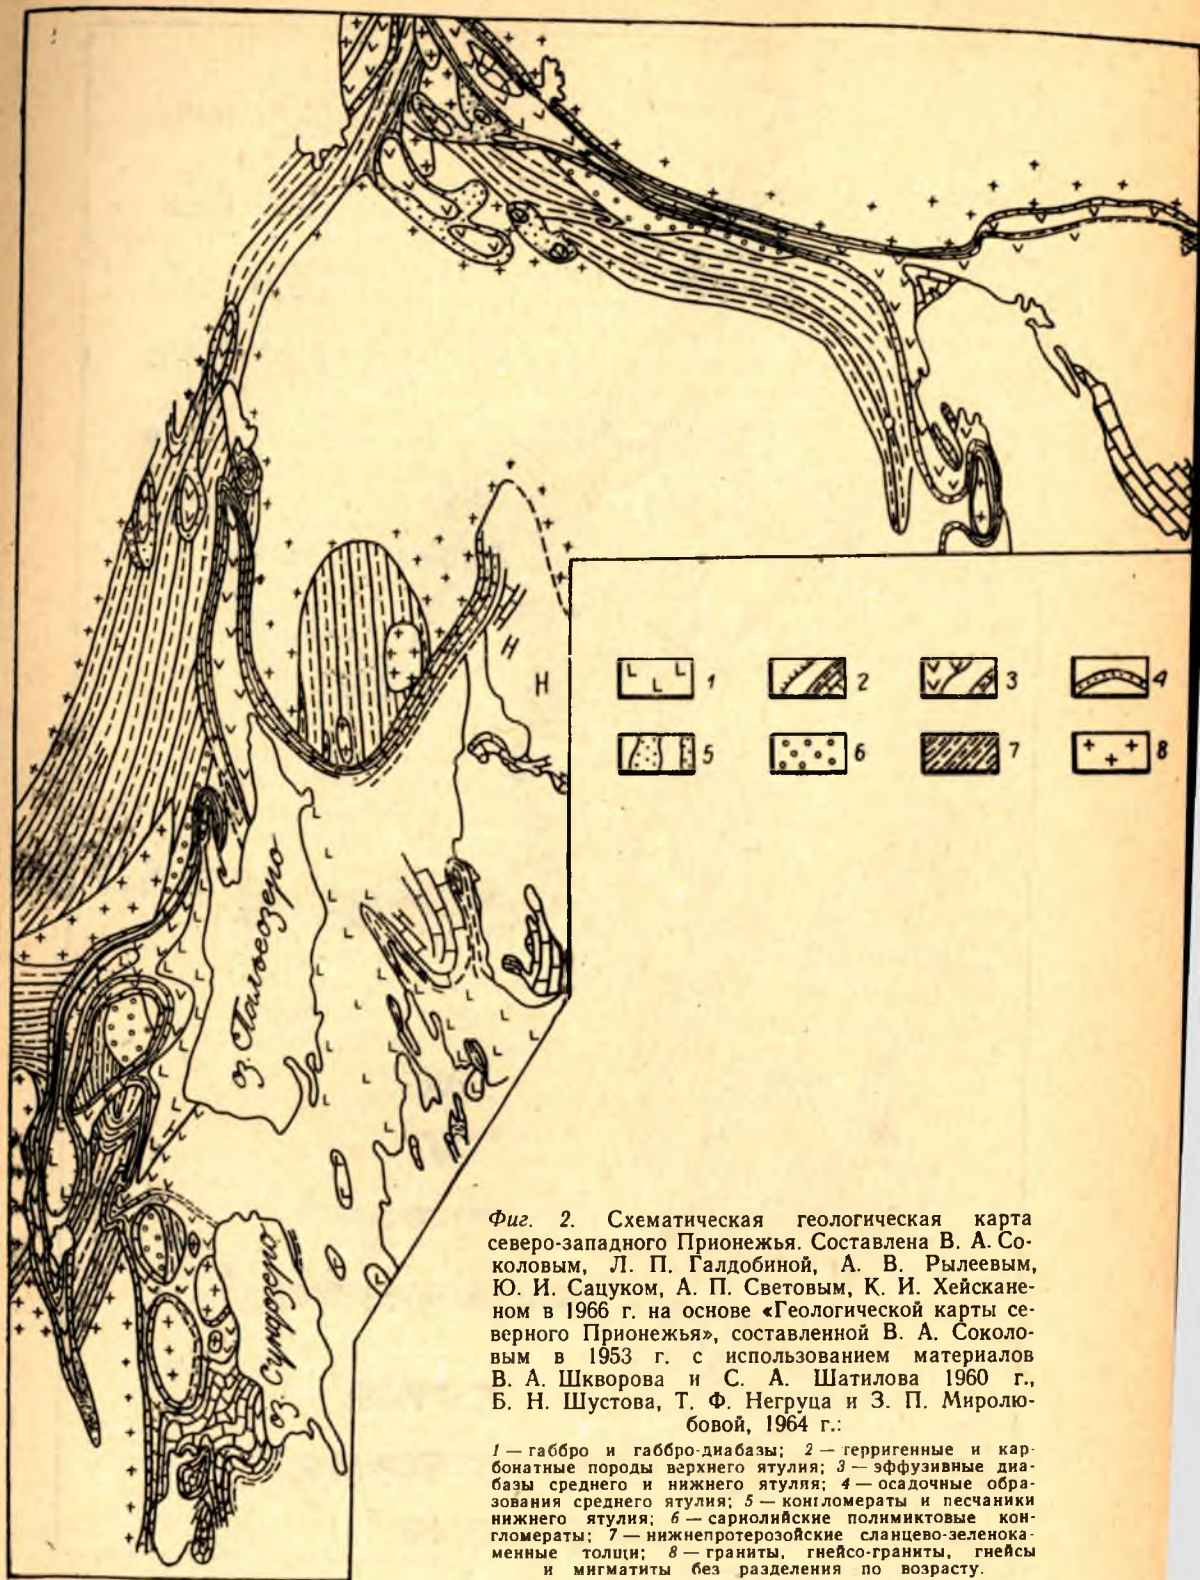 Н
Н
1
2
3
4
5
6
7
8
оз. Пальеозеро
Н
Н
оз. Сундозеро
Фиг. 2. Схематическая геологическая карта
северо-западного Прионежья. Составлена В. А. Со-
коловым, Л. П. Галдобиной, А. В. Рылеевым,
Ю. И. Сацуком, А. П. Световым, К. И. Хейскане-
ном в 1966 г. на основе «Геологической карты се-
верного Прионежья», составленной В. А. Соколо-
вым в 1953 г. с использованием материалов
В. А. Шкворова и С. А. Шатилова 1960 г.,
Б. Н. Шустова, Т. Ф. Негруца и З. П. Миролю-
бовой, 1964 г.:
1 — габбро и габбро-диабазы; 2 — терригенные и кар-
бонатные породы верхнего ятулия; 3 — эффузивные диа-
базы среднего и нижнего ятулия; 4 — осадочные обра-
зования среднего ятулия; 5 — конгломераты и песчаники
нижнего ятулия; 6 — сариолийские полимиктовые кон-
гломераты; 7 — нижнепротерозойские сланцево-зеленока-
менные толщи; 8 — граниты, гнейсо-граниты, гнейсы
и мигматиты без разделения по возрасту.